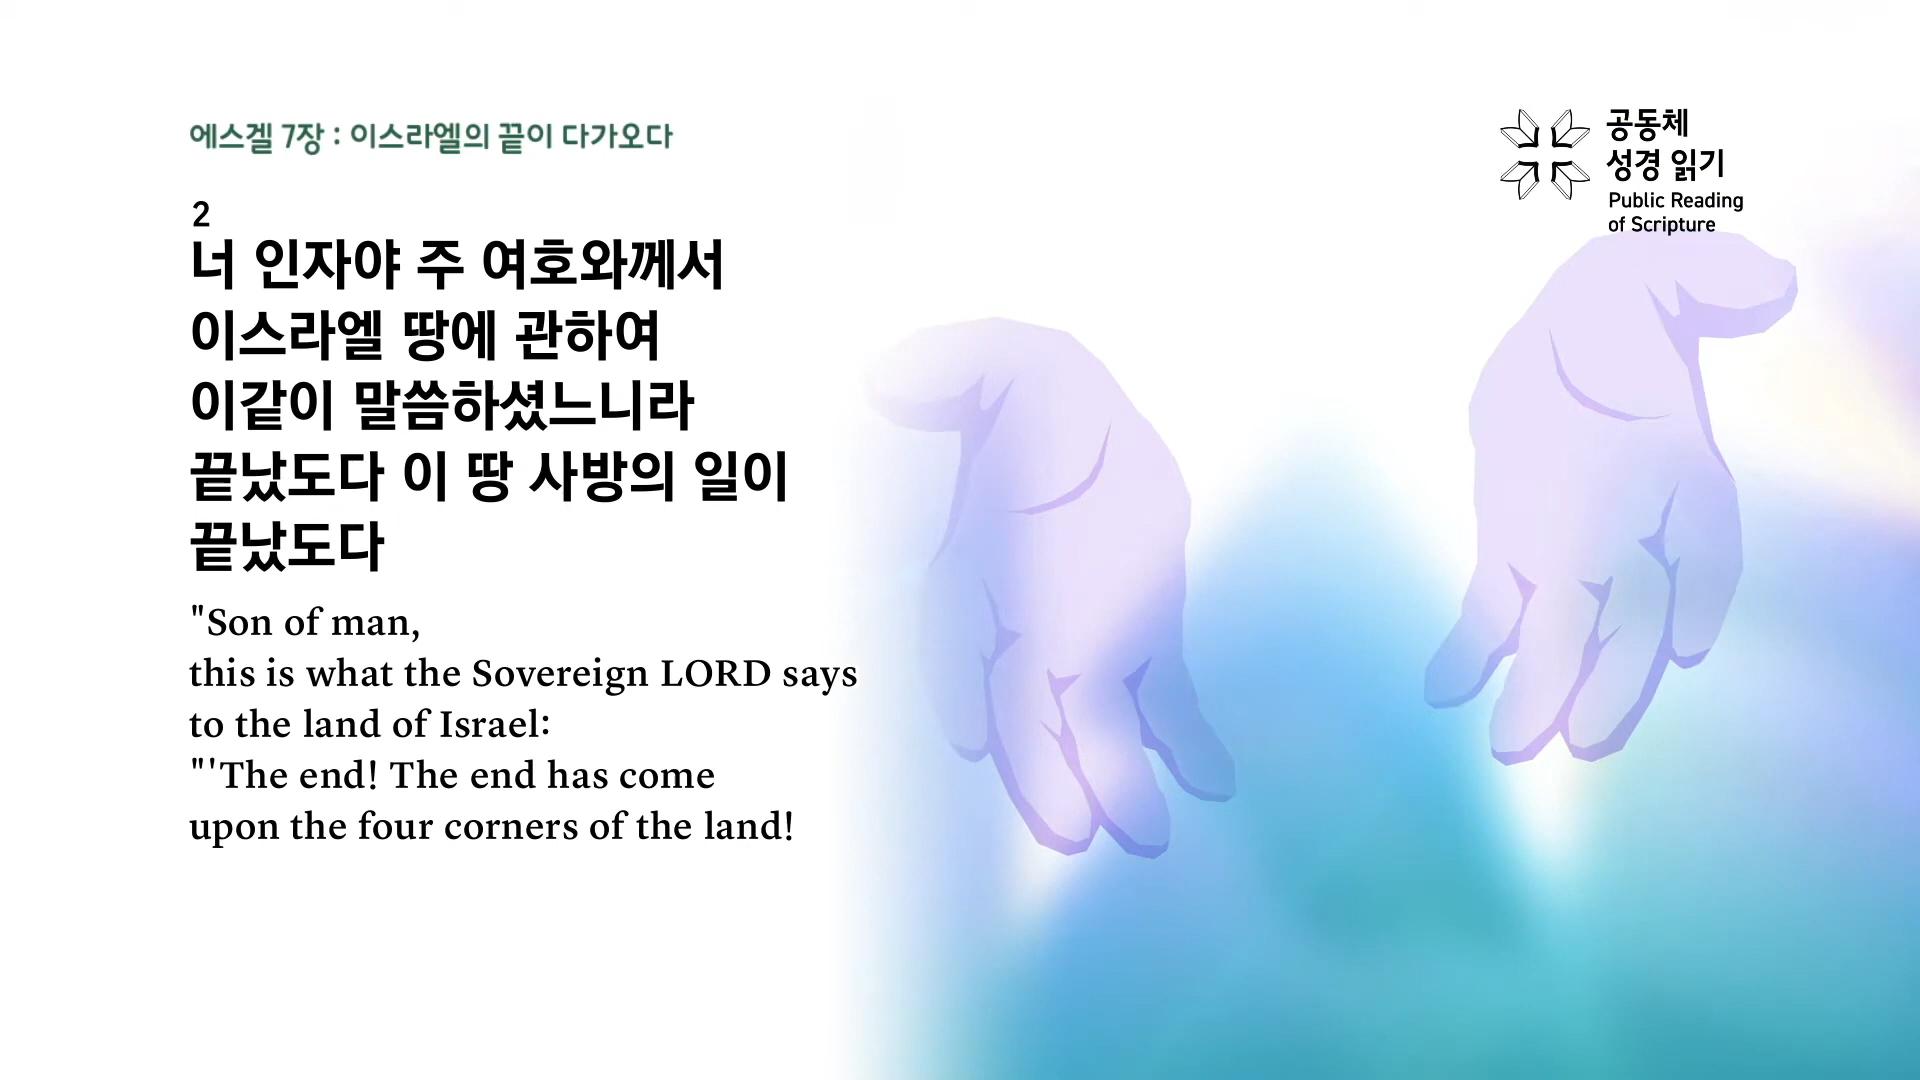 에스겔 7장 : 이스라엘의 끝이 다가오다
공동체
성경 읽기
Public Reading
of Scripture
2
너 인자야 주 여호와께서
이스라엘 땅에 관하여
이같이 말씀하셨느니라
끝났도다 이 땅 사방의 일이
끝났도다
"Son of man,
this is what the Sovereign LORD says
to the land of Israel:
"'The end! The end has come
upon the four corners of the land!